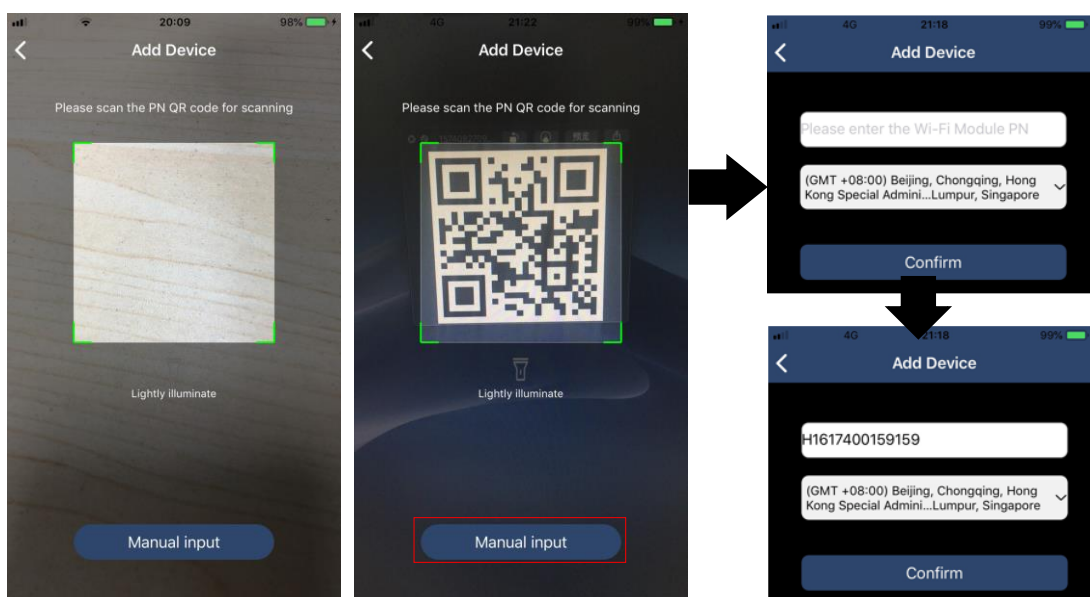 20:09
98%
Add Device
Please scan the PN QR code for scanning
Lightly illuminate
Manual input
4G
21:22
99%
Add Device
Please scan the PN QR code for scanning
Lightly illuminate
Manual input
4G
21:18
99%
Add Device
Please enter the Wi-Fi Module PN
(GMT +08:00) Beijing, Chongqing, Hong
Kong Special Admini...Lumpur, Singapore
Confirm
4G
21:18
99%
Add Device
H1617400159159
(GMT +08:00) Beijing, Chongqing, Hong
Kong Special Admini...Lumpur, Singapore
Confirm